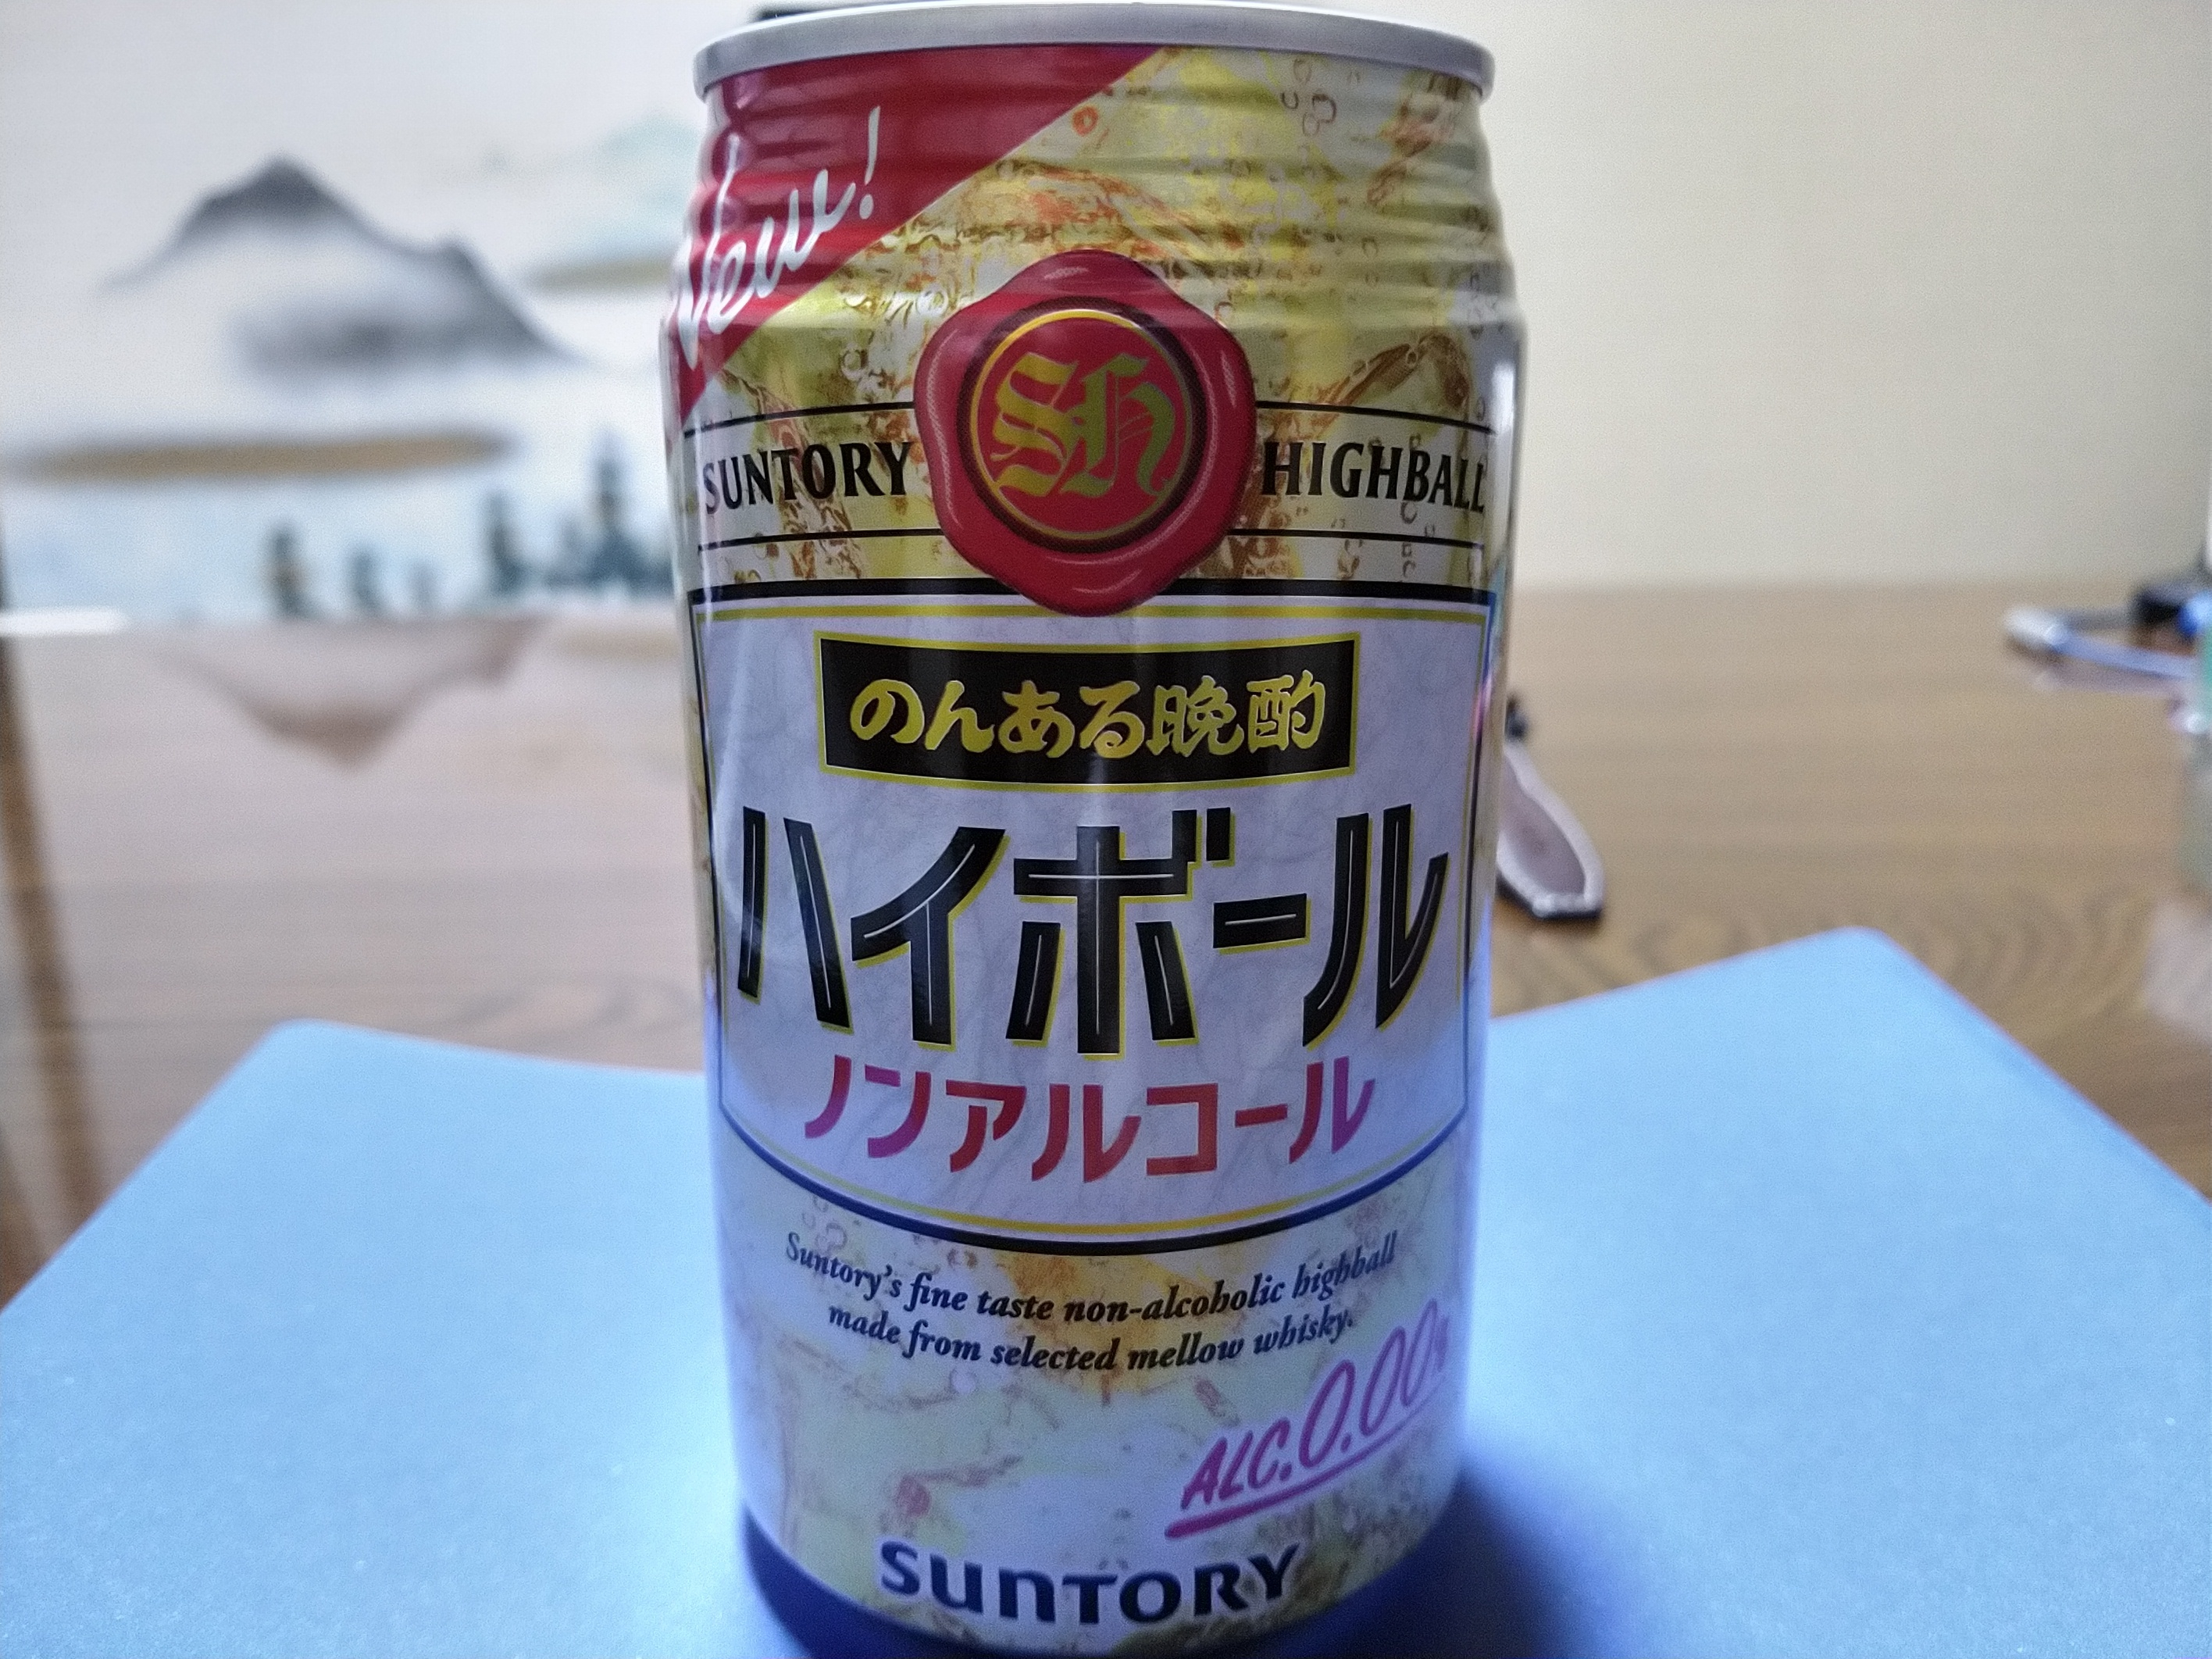 New!
SUNTORY SH HIGHBALL
のんある晩酌
ハイボール
ノンアルコール
Suntory's fine taste non-alcoholic highball
made from selected mellow whisky.
ALC.0.00%
SUNTORY